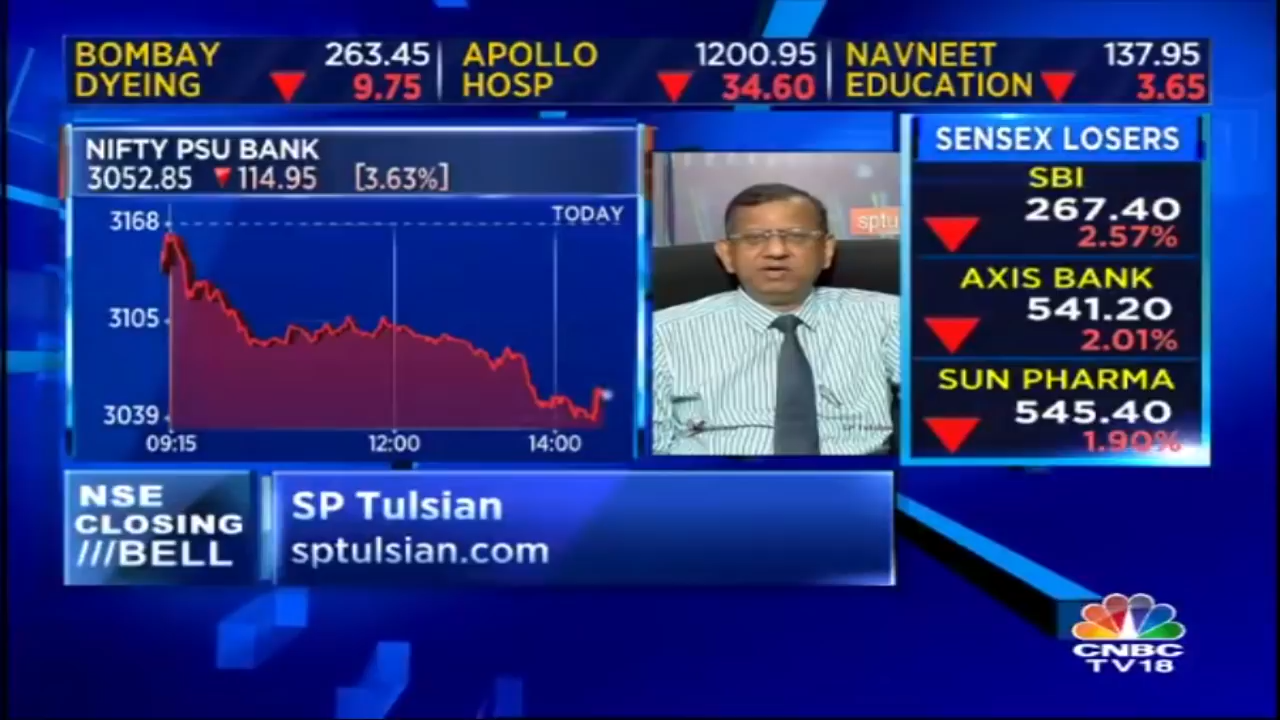 BOMBAY DYEING 263.45 ▼ 9.75
APOLLO HOSP 1200.95 ▼ 34.60
NAVNEET EDUCATION 137.95 ▼ 3.65
NIFTY PSU BANK
3052.85 ▼ 114.95 [3.63%]
TODAY
3168
3105
3039
09:15 12:00 14:00
sptu
SP Tulsian
SENSEX LOSERS
SBI
267.40
▼ 2.57%
AXIS BANK
541.20
▼ 2.01%
SUN PHARMA
545.40
▼ 1.90%
NSE
CLOSING
///BELL
SP Tulsian
sptulsian.com
CNBC
TV18